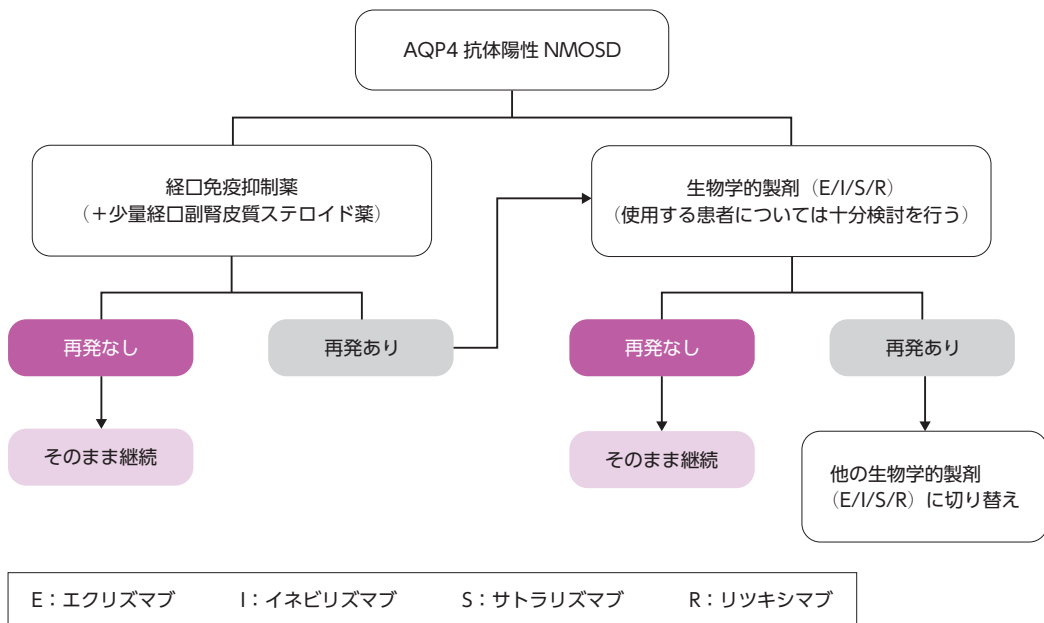 AQP4 抗体陽性 NMOSD
経口免疫抑制薬
(+少量経口副腎皮質ステロイド薬)
生物学的製剤(E/I/S/R)
(使用する患者については十分検討を行う)
再発なし
再発あり
再発なし
再発あり
そのまま継続
そのまま継続
他の生物学的製剤
(E/I/S/R)に切り替え
E:エクリズマブ I:イネビリズマブ S:サトラリズマブ R:リツキシマブ